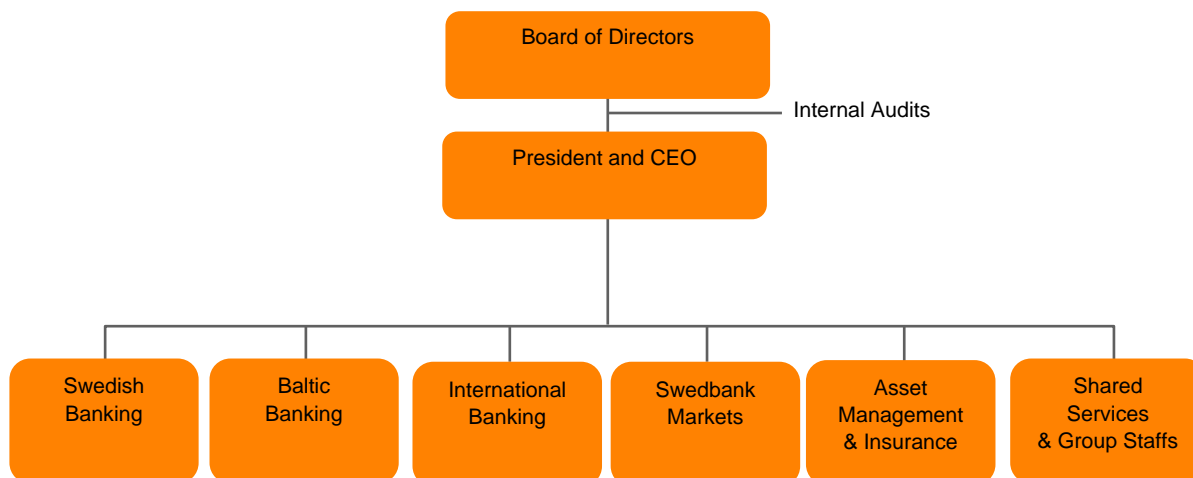 Board of Directors
Internal Audits
President and CEO
Swedish
Banking
Baltic
Banking
International
Banking
Swedbank
Markets
Asset
Management
& Insurance
Shared
Services
& Group Staffs